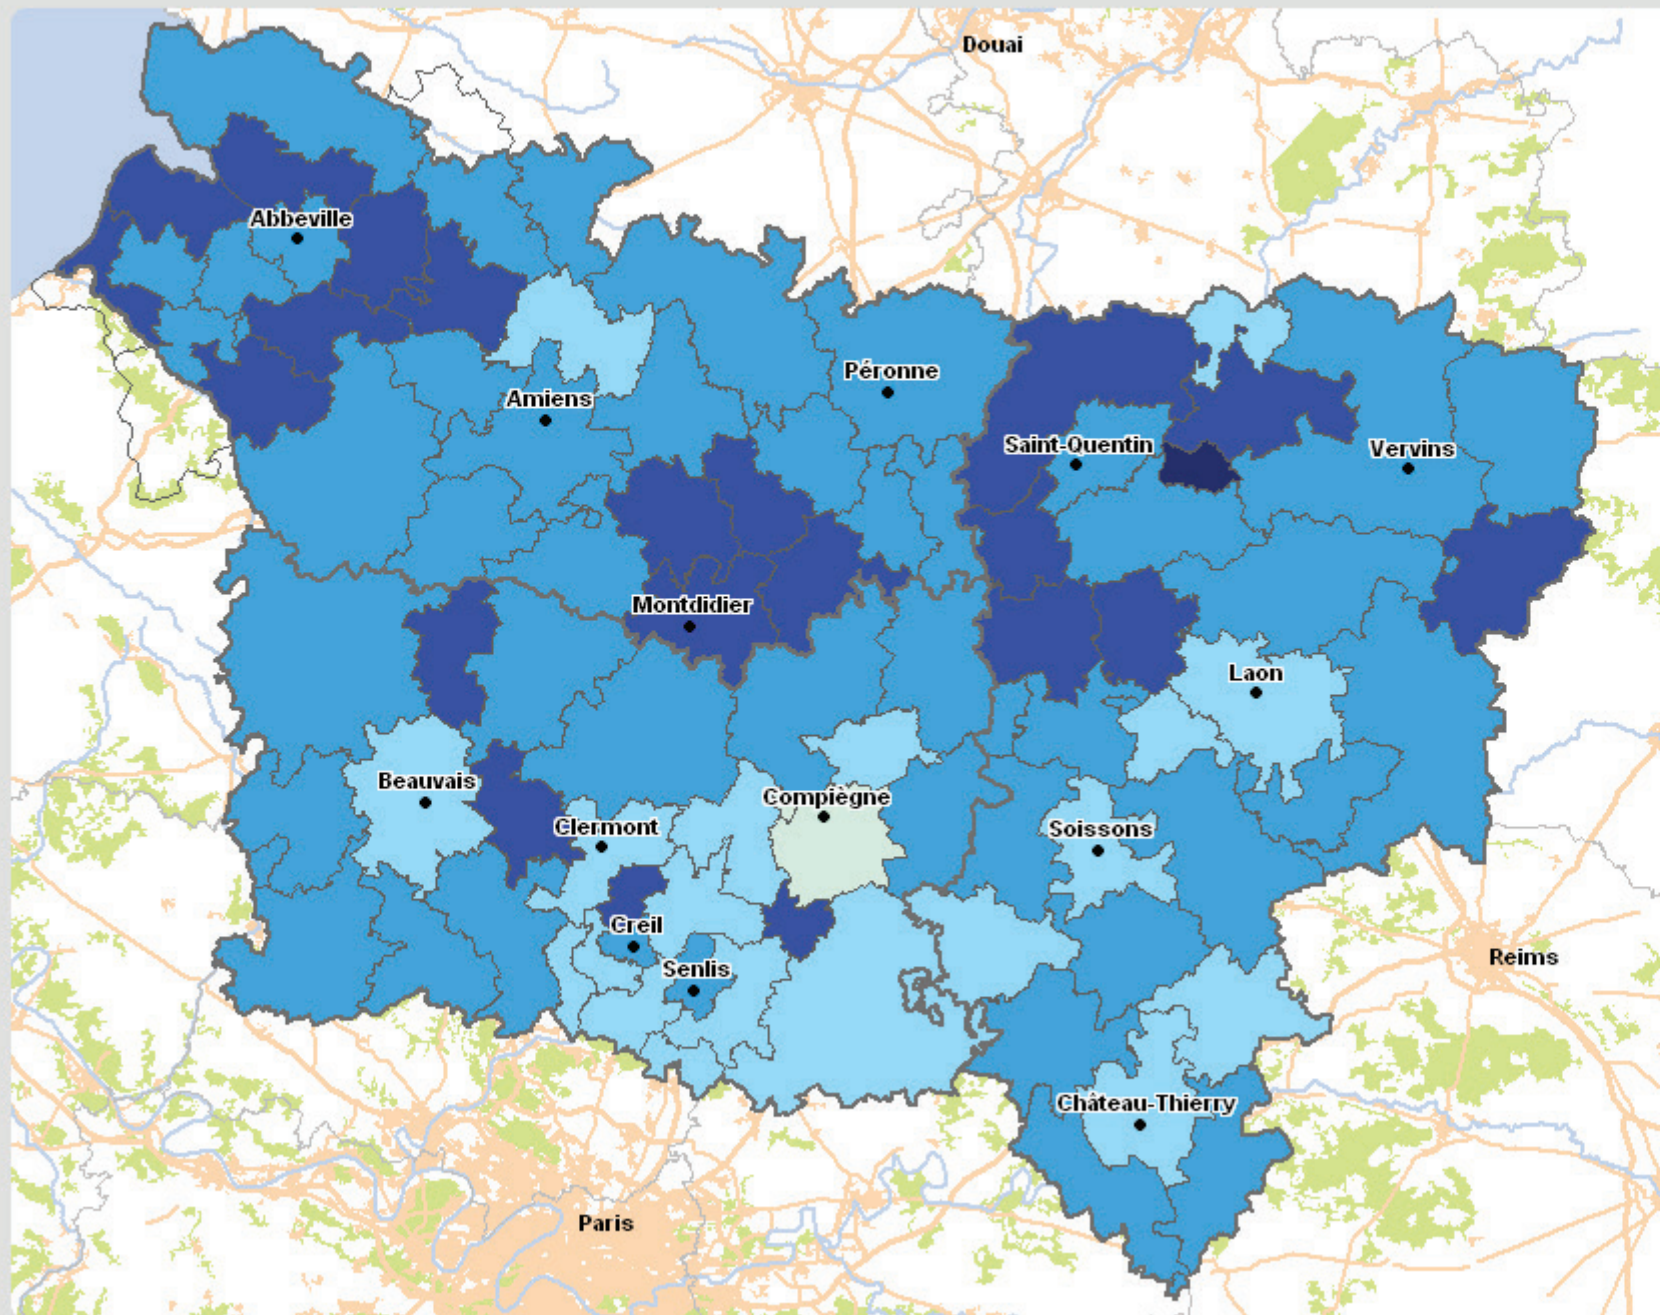 Douai
Abbeville
Péronne
Amiens
Saint-Quentin
Vervins
Montdidier
Laon
Beauvais
Compiègne
Clermont
Soissons
Creil
Senlis
Reims
Château-Thierry
Paris